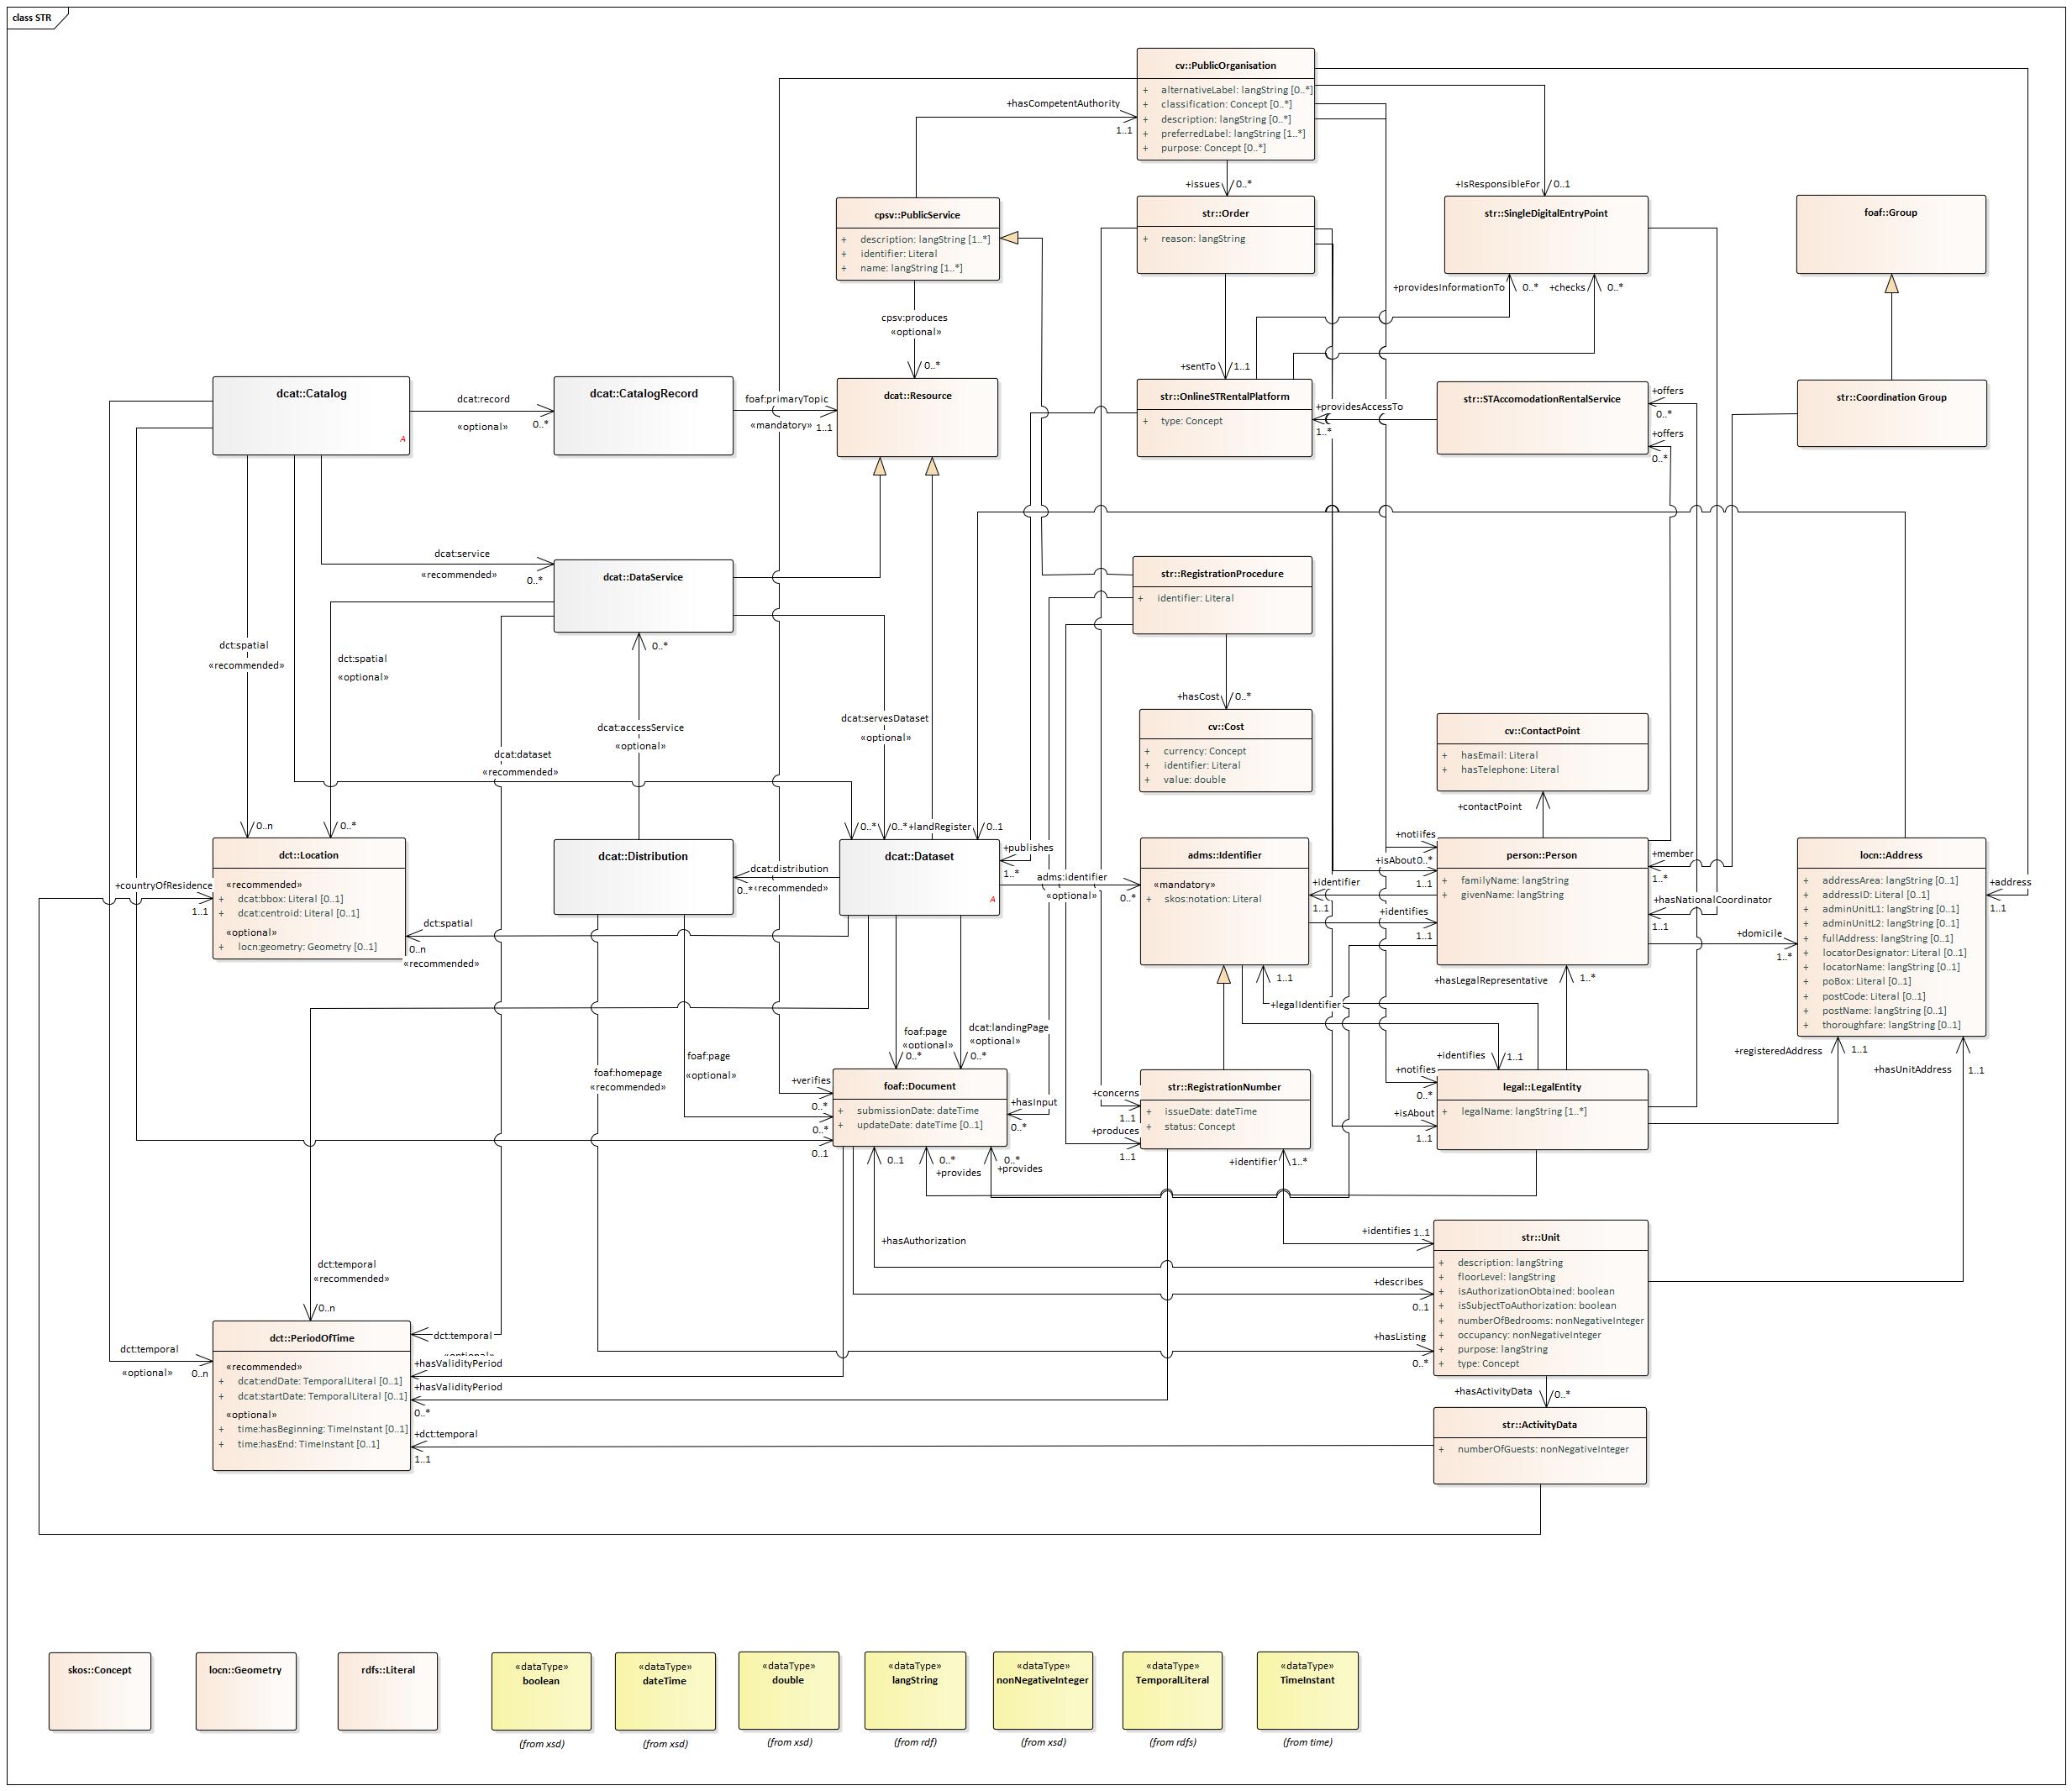 class STR
cv::PublicOrganisation
+ alternativeLabel: langString [0..*]
+ classification: Concept [0..*]
+ description: langString [0..*]
+ preferredLabel: langString [1..*]
+ purpose: Concept [0..*]
+hasCompetentAuthority
1..1
+issues
0..*
+IsResponsibleFor
0..1
cpsv::PublicService
+ description: langString [1..*]
+ identifier: Literal
+ name: langString [1..*]
str::Order
+ reason: langString
str::SingleDigitalEntryPoint
foaf::Group
+providesInformationTo
0..*
+checks
0..*
cpsv:produces
«optional»
0..*
+sentTo
1..1
dcat::Catalog
A
dcat:record
«optional»
0..*
dcat::CatalogRecord
foaf:primaryTopic
«mandatory»
1..1
dcat::Resource
str::OnlineSTRentalPlatform
+ type: Concept
+providesAccessTo
1..*
str::STAccomodationRentalService
+offers
0..*
+offers
0..*
str::Coordination Group
dcat:service
«recommended»
0..*
dcat::DataService
str::RegistrationProcedure
+ identifier: Literal
dct:spatial
«recommended»
0..n
dct:spatial
«optional»
0..*
0..*
dcat:accessService
«optional»
dcat:dataset
«recommended»
0..*
dcat:servesDataset
«optional»
0..*
+landRegister
0..1
+hasCost
0..*
cv::Cost
+ currency: Concept
+ identifier: Literal
+ value: double
cv::ContactPoint
+ hasEmail: Literal
+ hasTelephone: Literal
+contactPoint
dct::Location
«recommended»
+ dcat:bbox: Literal [0..1]
+ dcat:centroid: Literal [0..1]
«optional»
+ locn:geometry: Geometry [0..1]
+countryOfResidence
1..1
dcat::Distribution
dcat:distribution
0..*
«recommended»
dcat::Dataset
A
+publishes
1..*
adms:identifier
«optional»
0..*
dct:spatial
0..n
«recommended»
adms::Identifier
«mandatory»
+ skos:notation: Literal
+notiifes
0..*
+isAbout
1..1
+identifier
1..1
+identifies
1..1
person::Person
+ familyName: langString
+ givenName: langString
+member
1..*
+hasNationalCoordinator
1..1
+domicile
1..*
locn::Address
+ addressArea: langString [0..1]
+ addressID: Literal [0..1]
+ adminUnitL1: langString [0..1]
+ adminUnitL2: langString [0..1]
+ fullAddress: langString [0..1]
+ locatorDesignator: Literal [0..1]
+ locatorName: langString [0..1]
+ poBox: Literal [0..1]
+ postCode: Literal [0..1]
+ postName: langString [0..1]
+ thoroughfare: langString [0..1]
+address
1..1
1..1
+legalIdentifier
+hasLegalRepresentative
1..*
+identifies
1..1
+registeredAddress
1..1
+hasUnitAddress
1..1
foaf:page
«optional»
0..*
dcat:landingPage
«optional»
0..*
foaf:homepage
«recommended»
foaf:page
«optional»
0..*
+verifies
0..*
0..1
foaf::Document
+ submissionDate: dateTime
+ updateDate: dateTime [0..1]
+hasInput
0..*
+concerns
1..1
+produces
1..1
str::RegistrationNumber
+ issueDate: dateTime
+ status: Concept
+notifies
0..*
+isAbout
1..1
legal::LegalEntity
+ legalName: langString [1..*]
0..1
0..*
+provides
0..*
+provides
+identifier
1..*
+identifies
1..1
+hasAuthorization
+describes
0..1
+hasListing
0..*
str::Unit
+ description: langString
+ floorLevel: langString
+ isAuthorizationObtained: boolean
+ isSubjectToAuthorization: boolean
+ numberOfBedrooms: nonNegativeInteger
+ occupancy: nonNegativeInteger
+ purpose: langString
+ type: Concept
dct:temporal
«recommended»
0..n
dct:temporal
«optional»
0..n
dct::PeriodOfTime
«recommended»
+ dcat:endDate: TemporalLiteral [0..1]
+ dcat:startDate: TemporalLiteral [0..1]
«optional»
+ time:hasBeginning: TimeInstant [0..1]
+ time:hasEnd: TimeInstant [0..1]
dct:temporal
«optional»
+hasValidityPeriod
+hasValidityPeriod
0..*
+dct:temporal
1..1
+hasActivityData
0..*
str::ActivityData
+ numberOfGuests: nonNegativeInteger
skos::Concept
locn::Geometry
rdfs::Literal
«dataType»
boolean
(from xsd)
«dataType»
dateTime
(from xsd)
«dataType»
double
(from xsd)
«dataType»
langString
(from rdf)
«dataType»
nonNegativeInteger
(from xsd)
«dataType»
TemporalLiteral
(from rdfs)
«dataType»
TimeInstant
(from time)